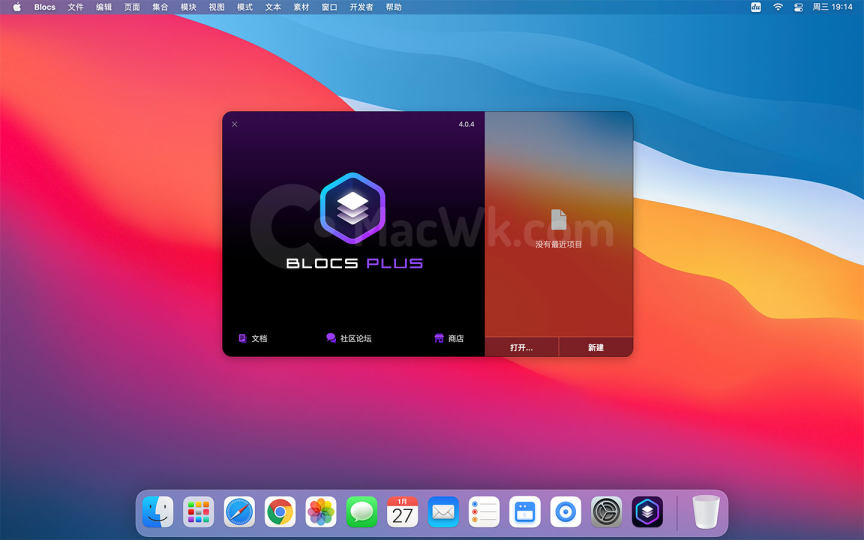 Blocs 文件 编辑 页面 集合 模块 视图 模式 文本 素材 窗口 开发者 帮助 du 周三 19:14
4.0.4
MacWk.com
没有最近项目
BLOCS PLUS
文档 社区论坛 商店
打开... 新建
1月
27